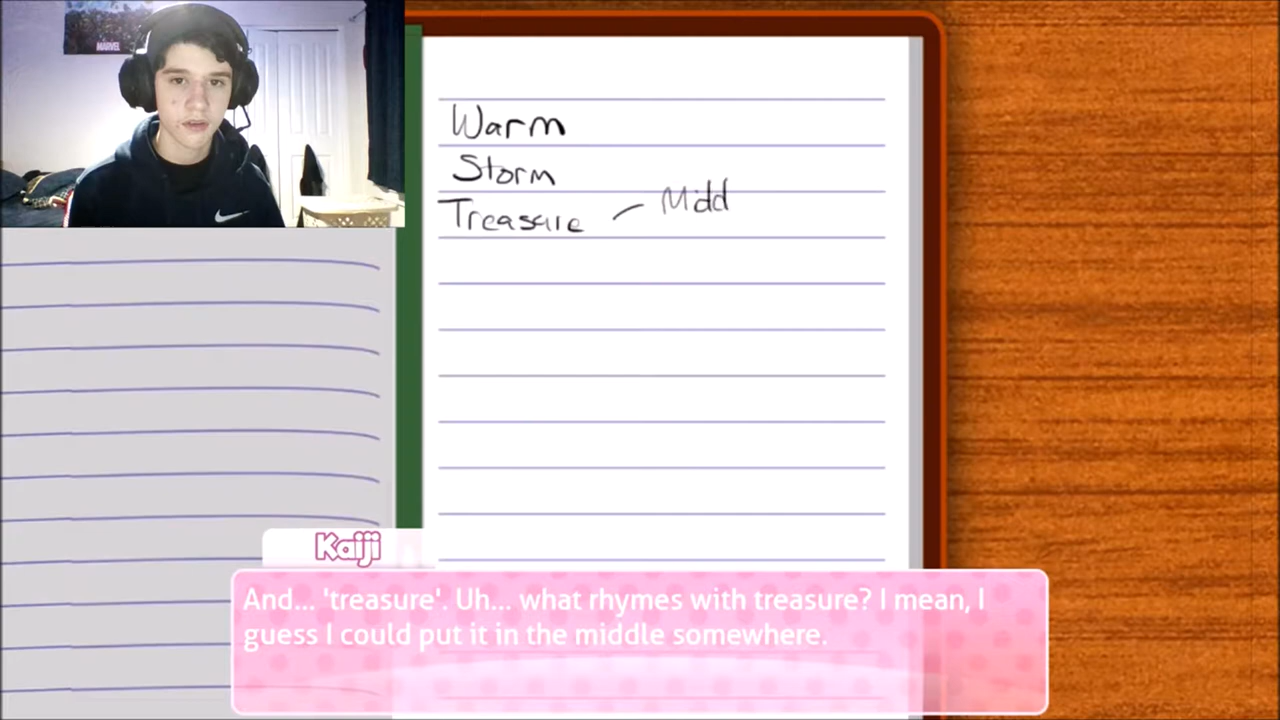 MARVEL
Warm
Storm
Treasure - Midd
Kaiji
And... 'treasure'. Uh... what rhymes with treasure? I mean, I
guess I could put it in the middle somewhere.